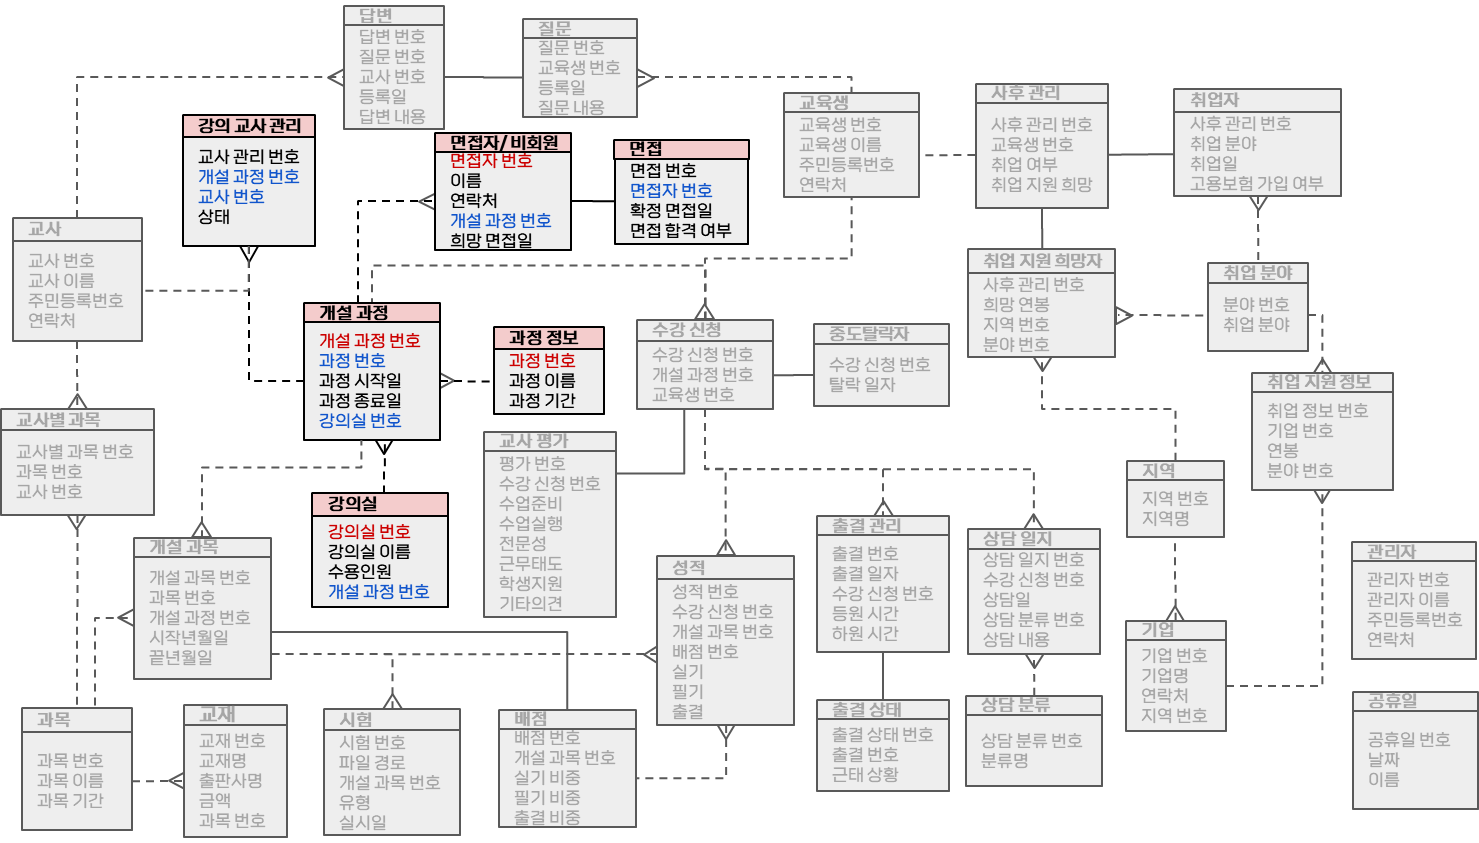 답변
답변 번호
질문 번호
교사 번호
등록일
답변 내용
질문
질문 번호
교육생 번호
등록일
질문 내용
교육생
교육생 번호
교육생 이름
주민등록번호
연락처
사후 관리
사후 관리 번호
교육생 번호
취업 여부
취업 지원 희망
취업자
사후 관리 번호
취업 분야
취업일
고용보험 가입 여부
강의 교사 관리
교사 관리 번호
개설 과정 번호
교사 번호
상태
면접자/ 비회원
면접자 번호
이름
연락처
개설 과정 번호
희망 면접일
면접
면접 번호
면접자 번호
확정 면접일
면접 합격 여부
교사
교사 번호
교사 이름
주민등록번호
연락처
취업 지원 희망자
사후 관리 번호
희망 연봉
지역 번호
분야 번호
취업 분야
분야 번호
취업 분야
개설 과정
개설 과정 번호
과정 번호
과정 시작일
과정 종료일
강의실 번호
과정 정보
과정 번호
과정 이름
과정 기간
수강 신청
수강 신청 번호
개설 과정 번호
교육생 번호
중도탈락자
수강 신청 번호
탈락 일자
취업 지원 정보
취업 정보 번호
기업 번호
연봉
분야 번호
교사별 과목
교사별 과목 번호
과목 번호
교사 번호
교사 평가
평가 번호
수강 신청 번호
수업준비
수업실행
전문성
근무태도
학생지원
기타의견
지역
지역 번호
지역명
강의실
강의실 번호
강의실 이름
수용인원
개설 과정 번호
개설 과목
개설 과목 번호
과목 번호
개설 과정 번호
시작년월일
끝년월일
출결 관리
출결 번호
출결 일자
수강 신청 번호
등원 시간
하원 시간
상담 일지
상담 일지 번호
수강 신청 번호
상담일
상담 분류 번호
상담 내용
성적
성적 번호
수강 신청 번호
개설 과목 번호
배점 번호
실기
필기
출결
관리자
관리자 번호
관리자 이름
주민등록번호
연락처
기업
기업 번호
기업명
연락처
지역 번호
과목
과목 번호
과목 이름
과목 기간
교재
교재 번호
교재명
출판사명
금액
과목 번호
시험
시험 번호
파일 경로
개설 과목 번호
유형
실시일
배점
배점 번호
개설 과목 번호
실기 비중
필기 비중
출결 비중
출결 상태
출결 상태 번호
출결 번호
근태 상황
상담 분류
상담 분류 번호
분류명
공휴일
공휴일 번호
날짜
이름